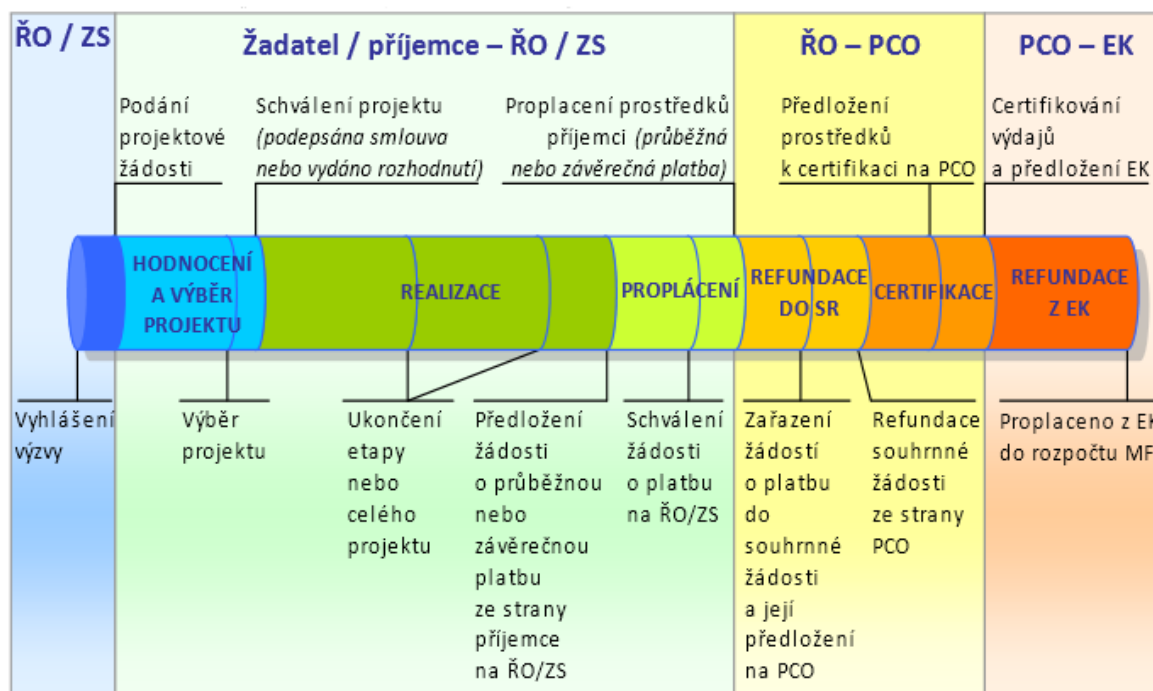 ŘO / ZS
Žadatel / příjemce – ŘO / ZS
ŘO – PCO
PCO – EK
Podání
projektové
žádosti
Schválení projektu
(podepsána smlouva
nebo vydáno rozhodnutí)
Proplacení prostředků
příjemci (průběžná
nebo závěrečná platba)
Předložení
prostředků
k certifikaci na PCO
Certifikování
výdajů
a předložení EK
HODNOCENÍ
A VÝBĚR
PROJEKTU
REALIZACE
PROPLÁCENÍ
REFUNDACE
DO SR
CERTIFIKACE
REFUNDACE
Z EK
Vyhlášení
výzvy
Výběr
projektu
Ukončení
etapy
nebo
celého
projektu
Předložení
žádosti
o průběžnou
nebo
závěrečnou
platbu
ze strany
příjemce
na ŘO/ZS
Schválení
žádosti
o platbu
na ŘO/ZS
Zařazení
žádostí
o platbu
do
souhrnné
žádosti
a její
předložení
na PCO
Refundace
souhrnné
žádosti
ze strany
PCO
Proplaceno z EK
do rozpočtu MF